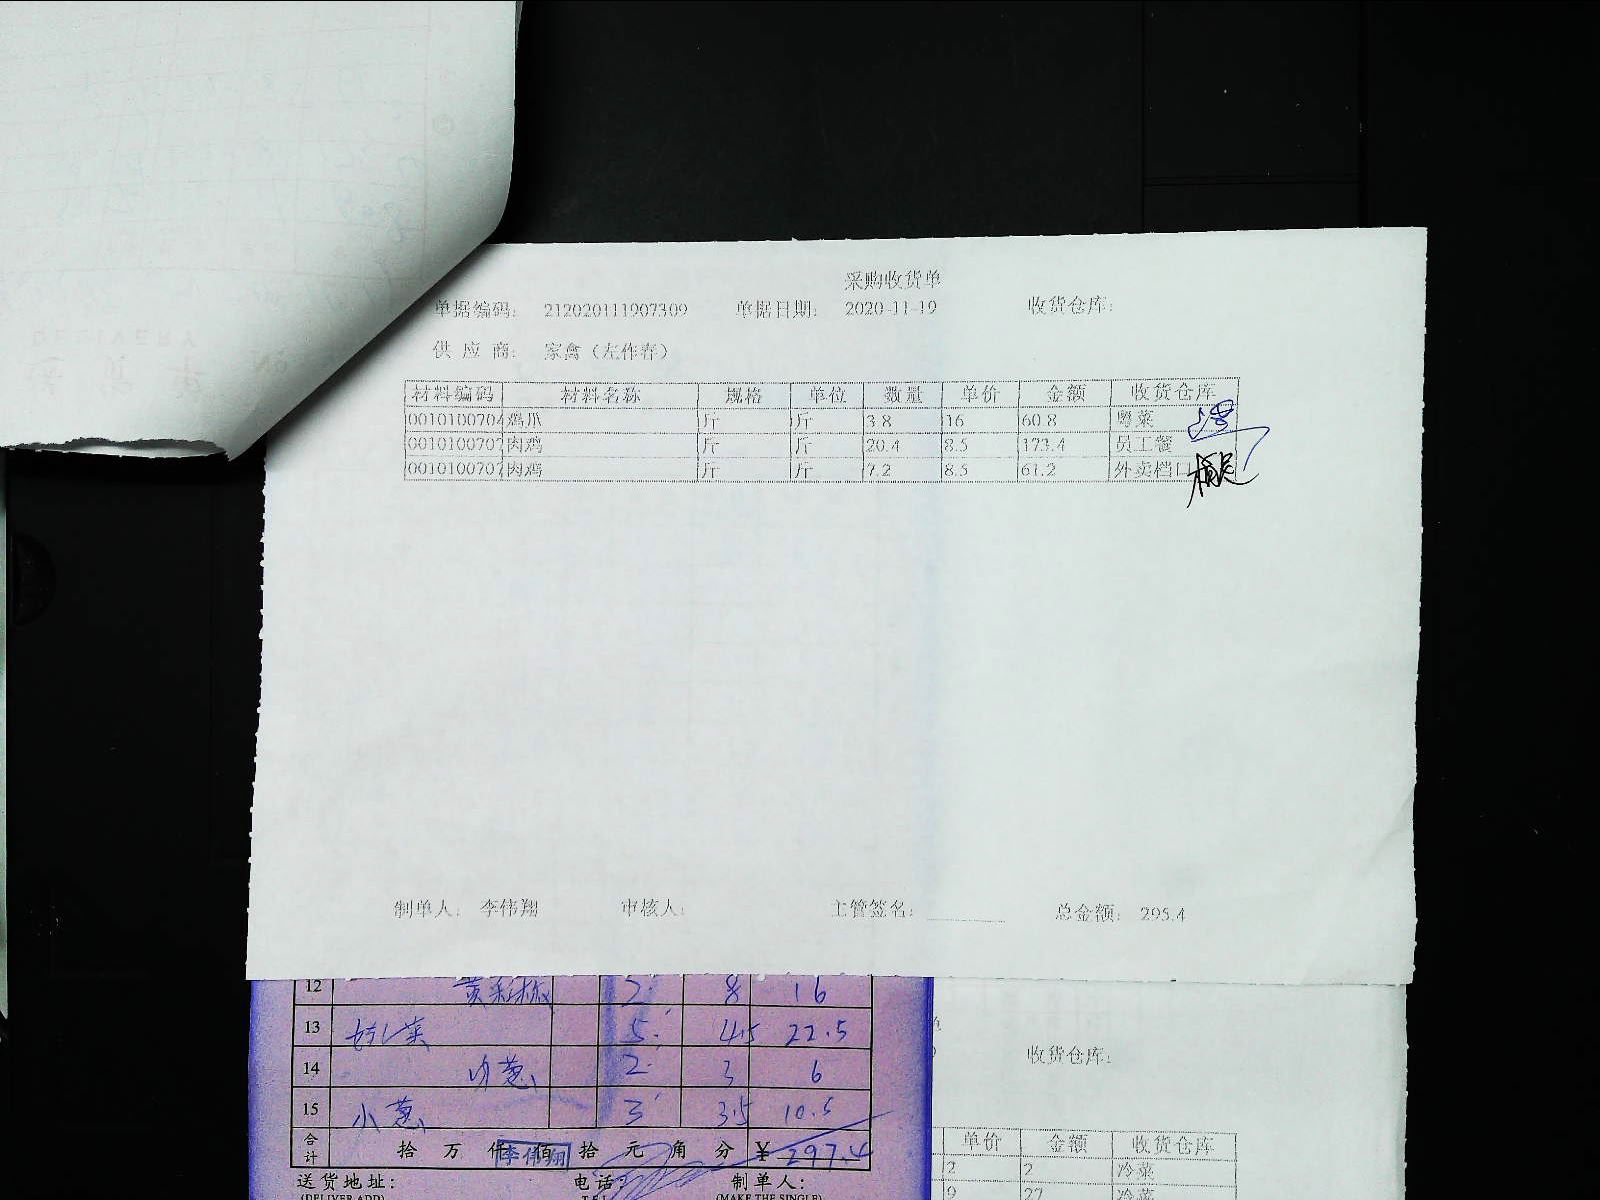 采购收货单
单据编码： 212020111907309 单据日期： 2020-11-19 收货仓库：
供 应 商： 家禽（左作春）
材料编码 材料名称 规格 单位 数量 单价 金额 收货仓库
0010100704 鸡爪 斤 斤 3.8 16 60.8 粤菜
0010100707 肉鸡 斤 斤 20.4 8.5 173.4 员工餐
0010100707 肉鸡 斤 斤 7.2 8.5 61.2 外卖档口
制单人： 李伟翔 审核人： 主管签名： 总金额： 295.4
12 2 8 16
13 5 4.5 22.5
14 2 3 6
15 小葱 3 3.5 10.5
合计 拾 万 仟 佰 拾 元 角 分 ¥ 297.4
李伟翔
送货地址： 电话： 制单人：
(DELIVER ADD) TEL (MAKE THE SINGLE)
收货仓库：
单价 金额 收货仓库
2 2 冷菜
9 27 冷菜